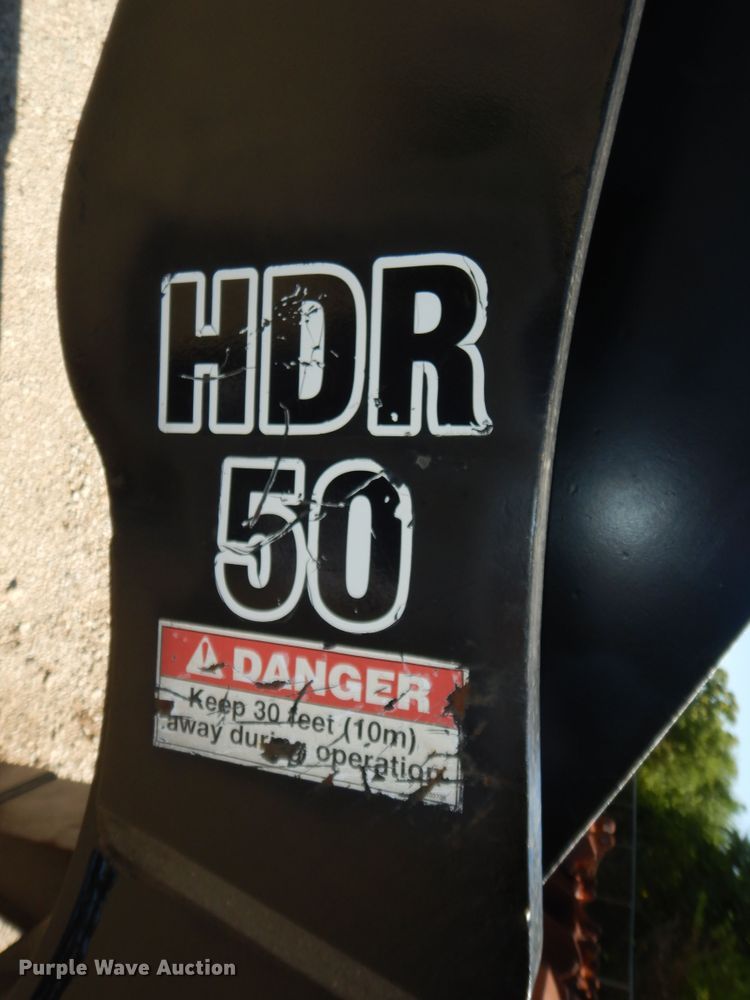 HDR
50
DANGER
Keep 30 feet (10m)
away during operation
Purple Wave Auction